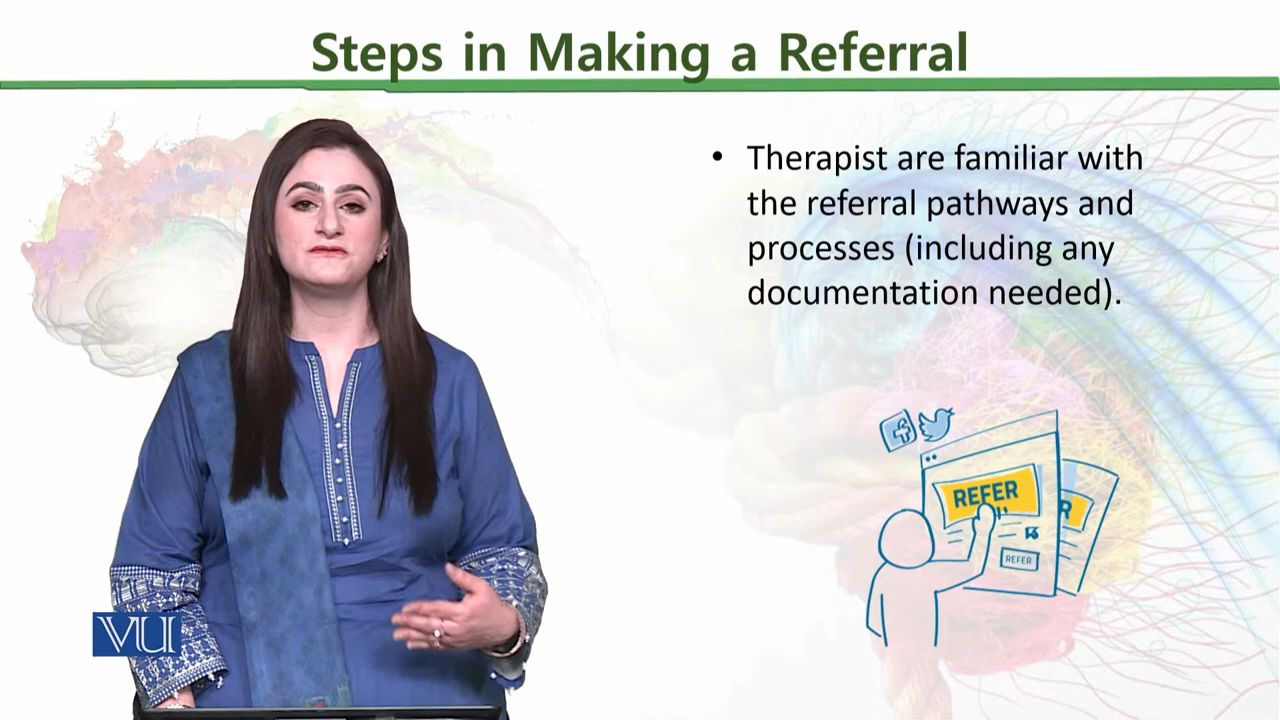 Steps in Making a Referral
• Therapist are familiar with
the referral pathways and
processes (including any
documentation needed).
REFER
R
REFER
VU